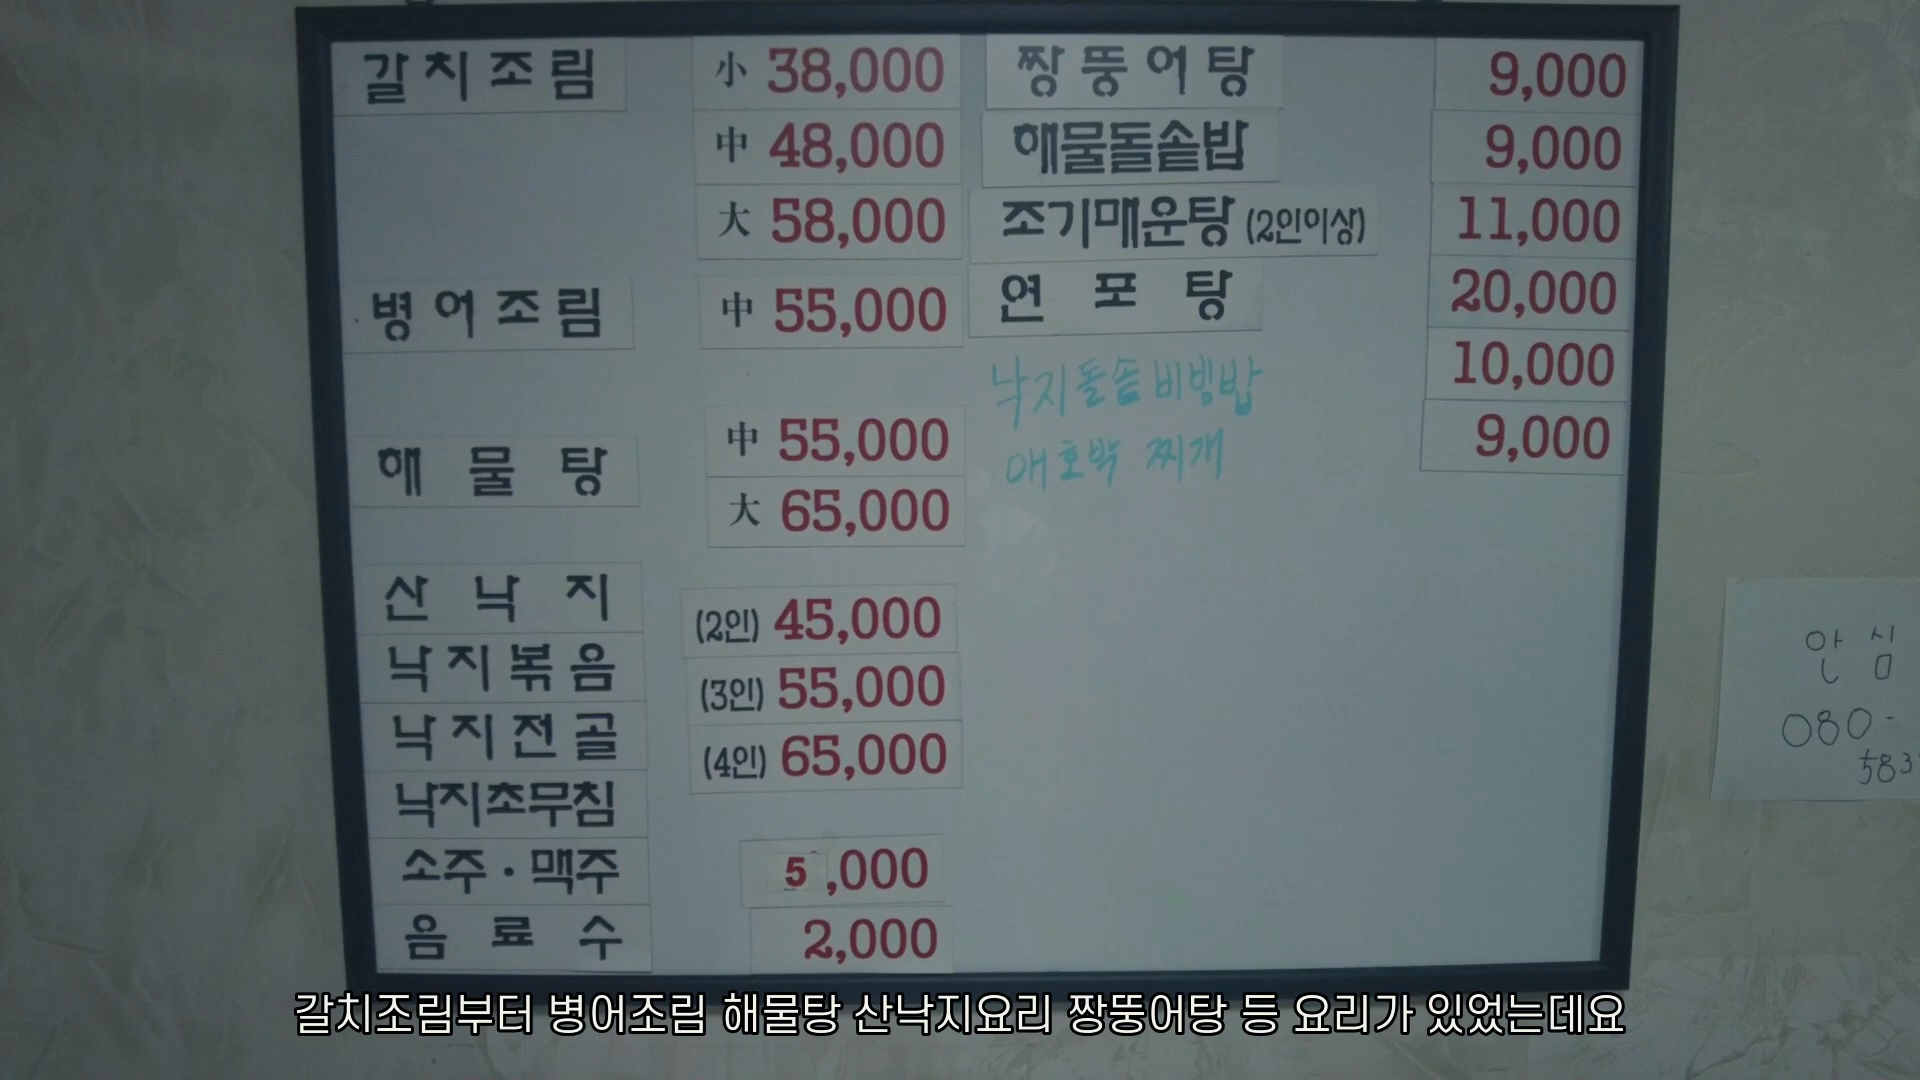 갈치조림 小 38,000
中 48,000
大 58,000
병어조림 中 55,000
해물탕 中 55,000
大 65,000
산낙지
낙지볶음
낙지전골
낙지초무침
(2인) 45,000
(3인) 55,000
(4인) 65,000
소주·맥주 5,000
음료수 2,000
짱뚱어탕 9,000
해물돌솥밥 9,000
조기매운탕 (2인이상) 11,000
연포탕 20,000
낙지돌솥비빔밥 10,000
애호박 찌개 9,000
안심
080-
583
갈치조림부터 병어조림 해물탕 산낙지요리 짱뚱어탕 등 요리가 있었는데요